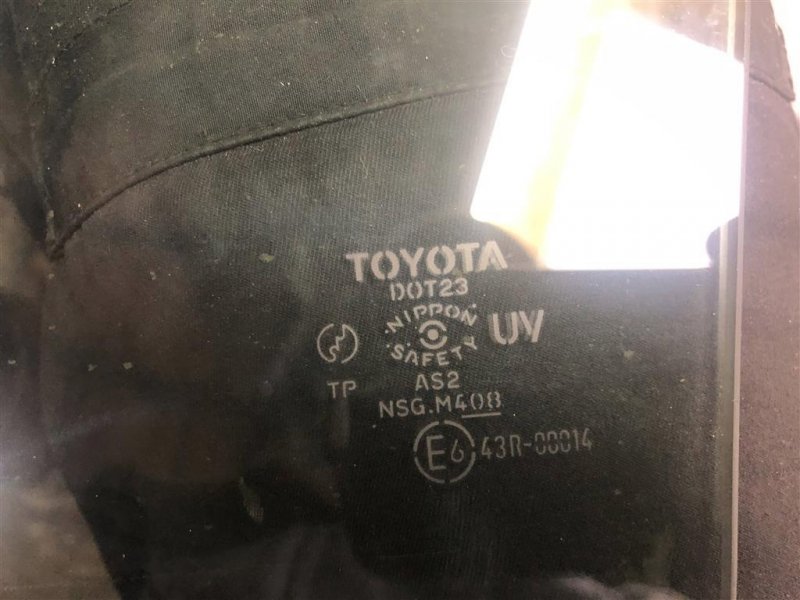 TOYOTA
DOT23
NIPPON
SAFETY
UV
TP
AS2
NSG.M408
E6 43R-00014